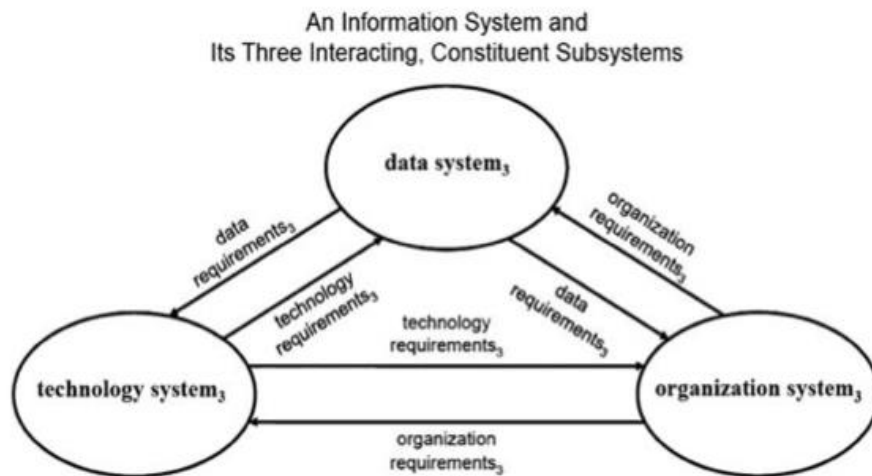 An Information System and
Its Three Interacting, Constituent Subsystems
data system₃
data
requirements₃
organization
requirements₃
technology
requirements₃
data
requirements₃
technology
requirements₃
technology system₃
organization system₃
organization
requirements₃